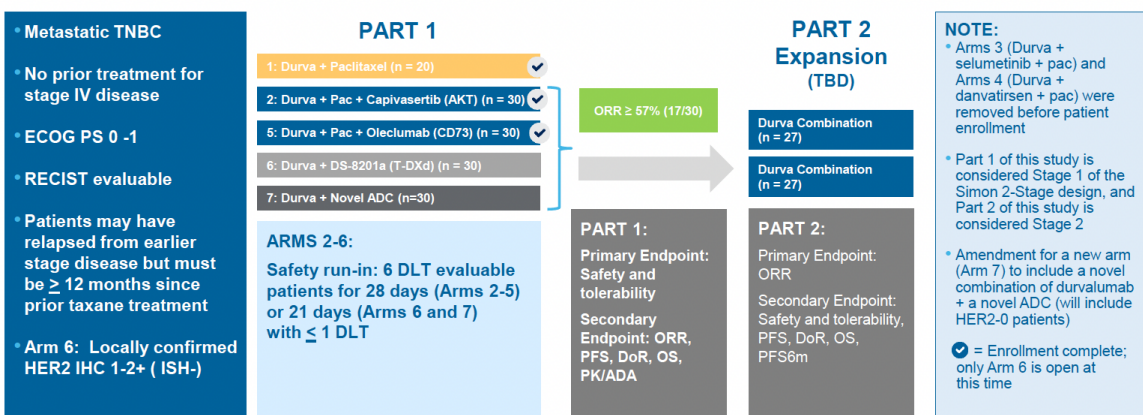 • Metastatic TNBC
• No prior treatment for
stage IV disease
• ECOG PS 0 -1
• RECIST evaluable
• Patients may have
relapsed from earlier
stage disease but must
be ≥ 12 months since
prior taxane treatment
• Arm 6: Locally confirmed
HER2 IHC 1-2+ ( ISH-)
PART 1
1: Durva + Paclitaxel (n = 20)
2: Durva + Pac + Capivasertib (AKT) (n = 30)
5: Durva + Pac + Oleclumab (CD73) (n = 30)
6: Durva + DS-8201a (T-DXd) (n = 30)
7: Durva + Novel ADC (n=30)
ARMS 2-6:
Safety run-in: 6 DLT evaluable
patients for 28 days (Arms 2-5)
or 21 days (Arms 6 and 7)
with ≤ 1 DLT
ORR ≥ 57% (17/30)
PART 1:
Primary Endpoint:
Safety and
tolerability
Secondary
Endpoint: ORR,
PFS, DoR, OS,
PK/ADA
PART 2
Expansion
(TBD)
Durva Combination
(n = 27)
Durva Combination
(n = 27)
PART 2:
Primary Endpoint:
ORR
Secondary Endpoint:
Safety and tolerability,
PFS, DoR, OS,
PFS6m
NOTE:
• Arms 3 (Durva +
selumetinib + pac) and
Arms 4 (Durva +
danvatirsen + pac) were
removed before patient
enrollment
• Part 1 of this study is
considered Stage 1 of the
Simon 2-Stage design, and
Part 2 of this study is
considered Stage 2
• Amendment for a new arm
(Arm 7) to include a novel
combination of durvalumab
+ a novel ADC (will include
HER2-0 patients)
= Enrollment complete;
only Arm 6 is open at
this time